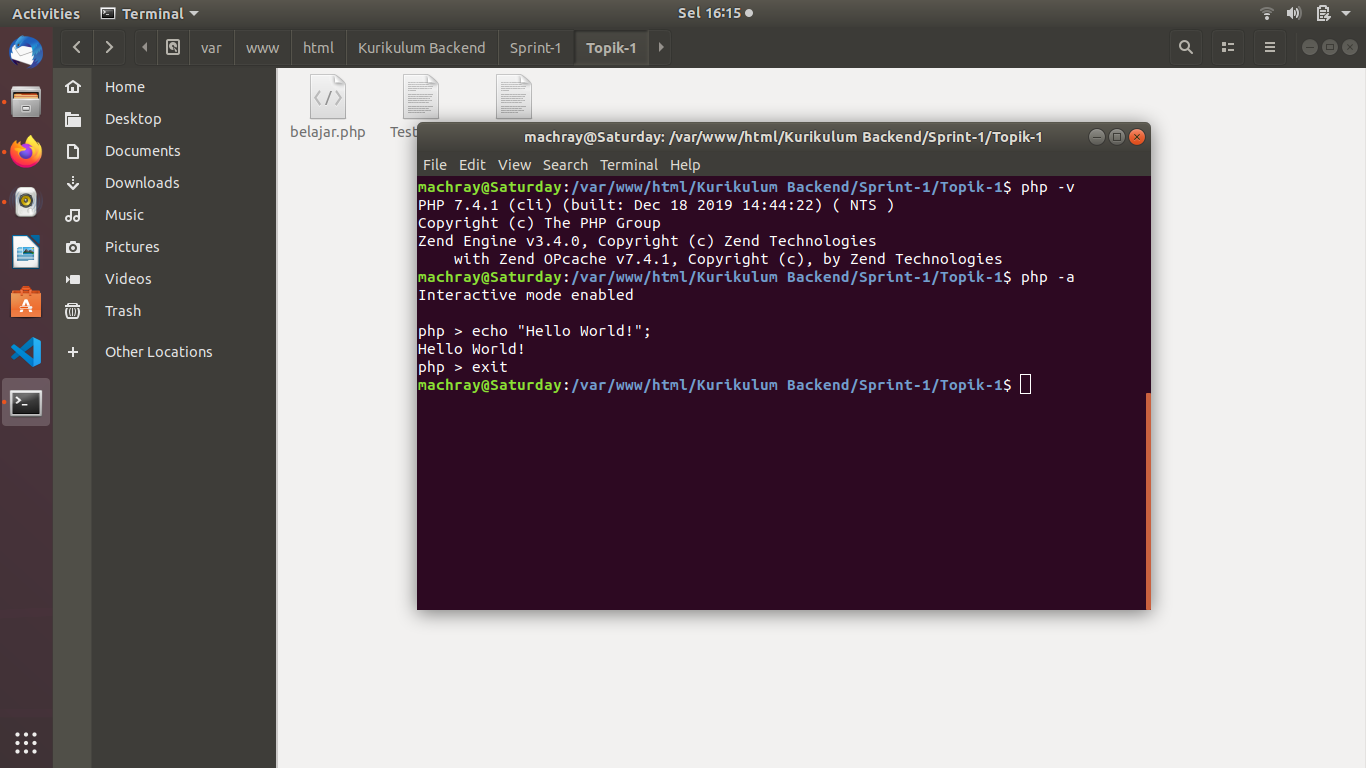 Activities
Terminal
Sel 16:15
var
www
html
Kurikulum Backend
Sprint-1
Topik-1
Home
Desktop
Documents
Downloads
Music
Pictures
Videos
Trash
Other Locations
belajar.php
machray@Saturday: /var/www/html/Kurikulum Backend/Sprint-1/Topik-1
File Edit View Search Terminal Help
machray@Saturday:/var/www/html/Kurikulum Backend/Sprint-1/Topik-1$ php -v
PHP 7.4.1 (cli) (built: Dec 18 2019 14:44:22) ( NTS )
Copyright (c) The PHP Group
Zend Engine v3.4.0, Copyright (c) Zend Technologies
    with Zend OPcache v7.4.1, Copyright (c), by Zend Technologies
machray@Saturday:/var/www/html/Kurikulum Backend/Sprint-1/Topik-1$ php -a
Interactive mode enabled
php > echo "Hello World!";
Hello World!
php > exit
machray@Saturday:/var/www/html/Kurikulum Backend/Sprint-1/Topik-1$